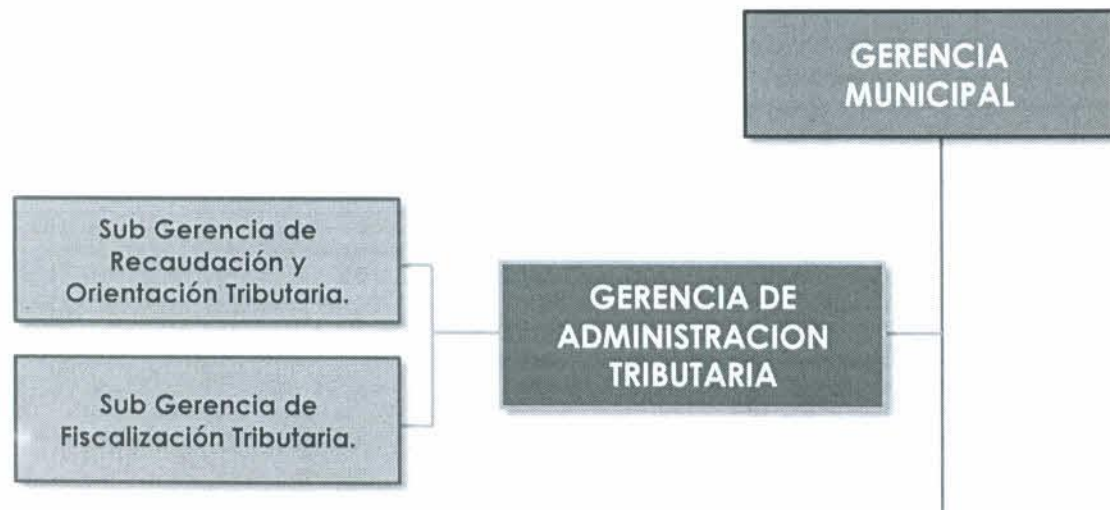 GERENCIA
MUNICIPAL
Sub Gerencia de
Recaudación y
Orientación Tributaria.
GERENCIA DE
ADMINISTRACION
TRIBUTARIA
Sub Gerencia de
Fiscalización Tributaria.